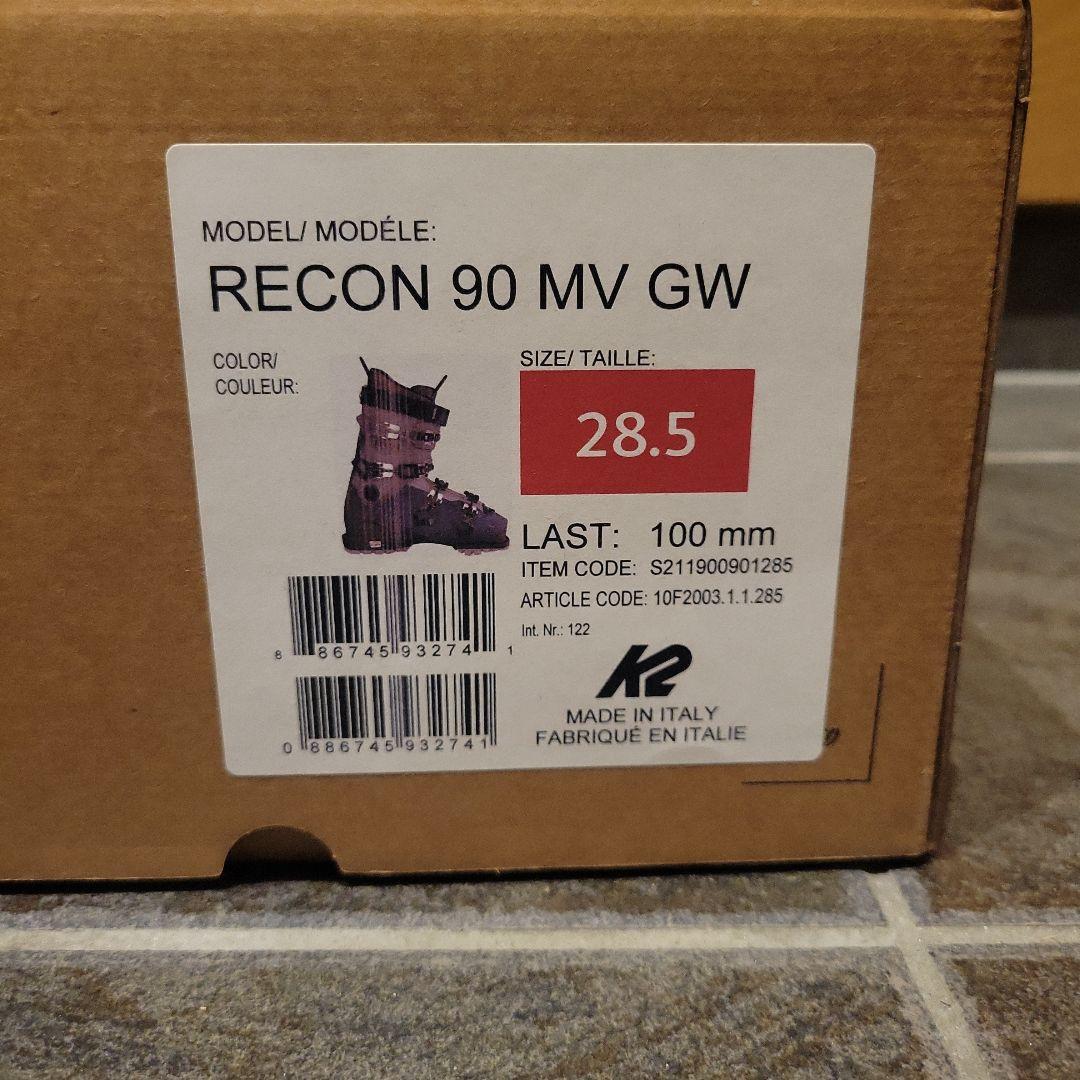 MODEL/ MODÉLE:
RECON 90 MV GW
COLOR/
COULEUR:
SIZE/ TAILLE:
28.5
LAST: 100 mm
ITEM CODE: S211900901285
ARTICLE CODE: 10F2003.1.1.285
Int. Nr.: 122
8 86745 93274 1
0 886745 932741
K2
MADE IN ITALY
FABRIQUÉ EN ITALIE